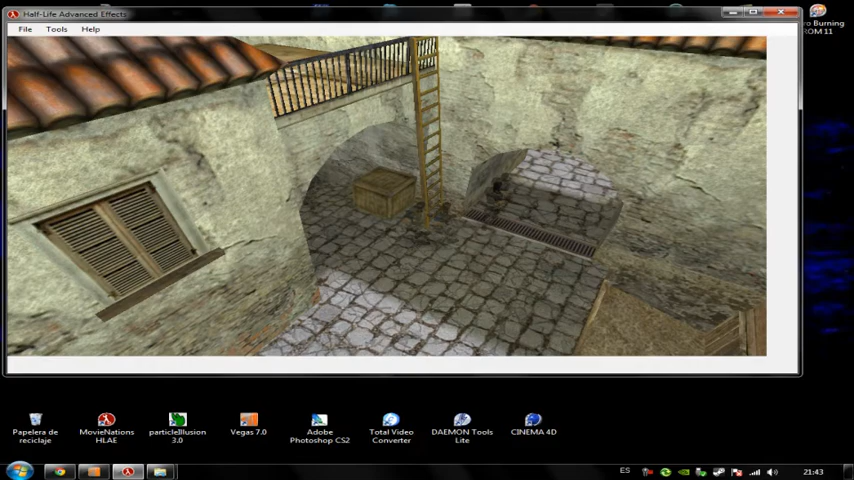 Half-Life Advanced Effects
File Tools Help
ro Burning
ROM 11
Papelera de
reciclaje
MovieNations
HLAE
particleIllusion
3.0
Vegas 7.0
Adobe
Photoshop CS2
Total Video
Converter
DAEMON Tools
Lite
CINEMA 4D
ES
21:43